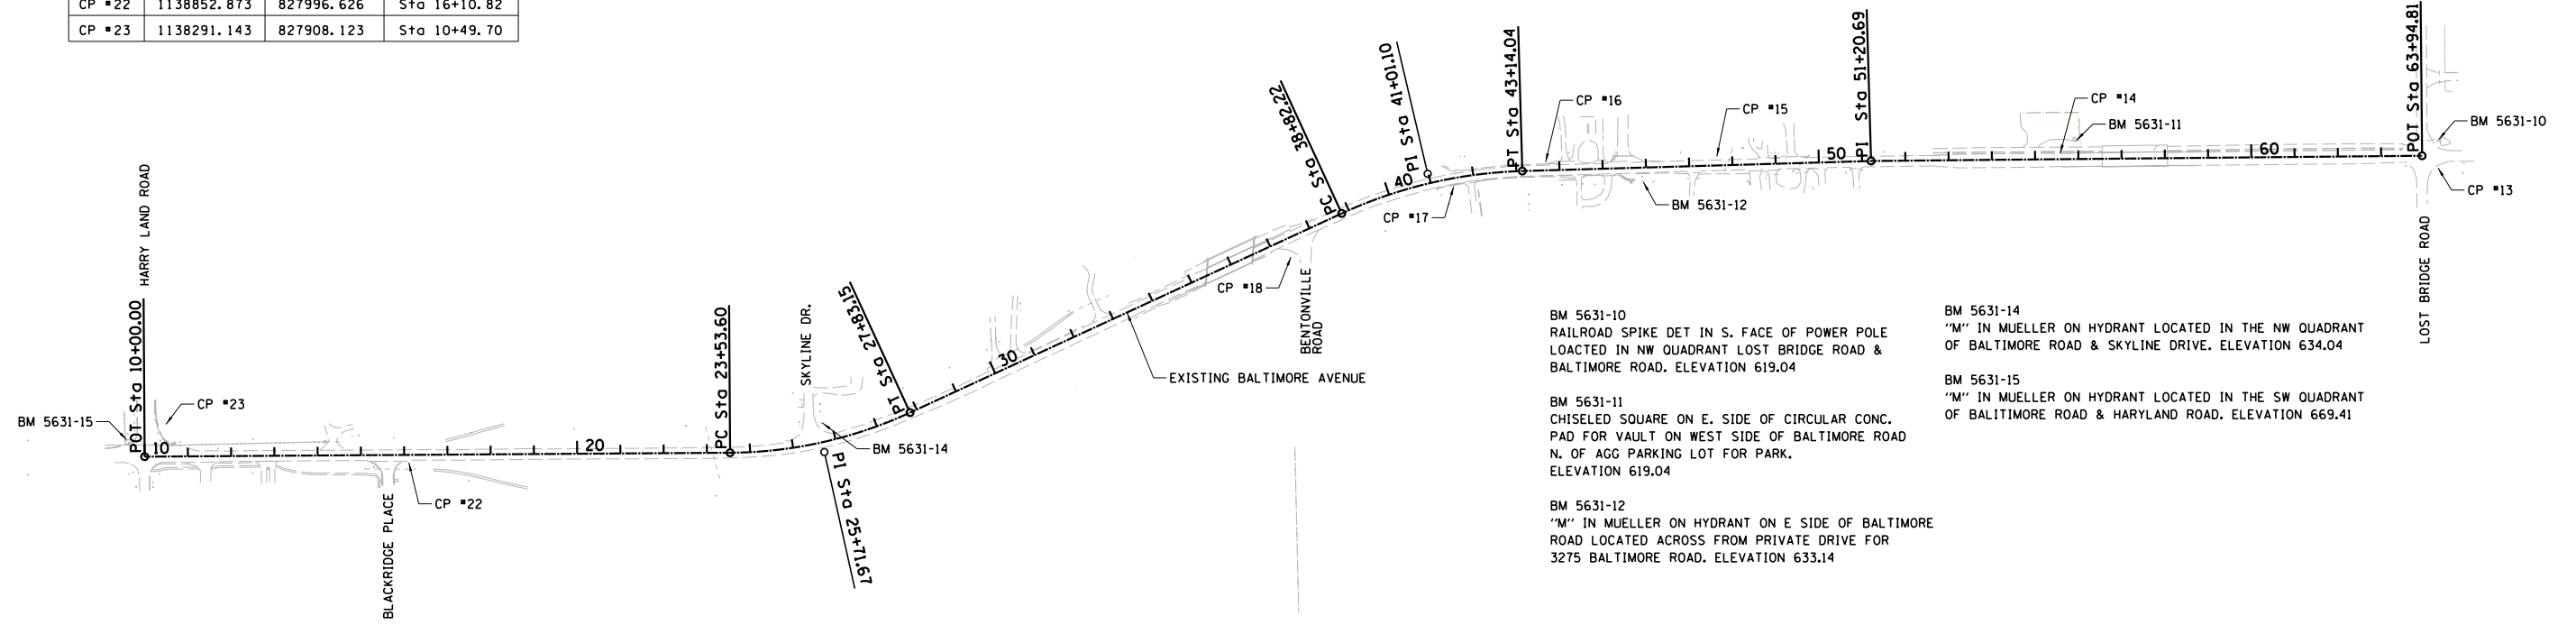 CP #22 1138852.873 827996.626 Sta 16+10.82
CP #23 1138291.143 827908.123 Sta 10+49.70
HARRY LAND ROAD
POT Sta 10+00.00
BM 5631-15
CP #23
10
BLACKRIDGE PLACE
CP #22
20
PC Sta 23+53.60
SKYLINE DR.
PI Sta 25+71.67
BM 5631-14
PT Sta 27+83.15
30
EXISTING BALTIMORE AVENUE
CP #18
BENTONVILLE
ROAD
PC Sta 38+82.22
40
PI Sta 41+01.10
CP #17
PT Sta 43+14.04
CP #16
BM 5631-12
CP #15
50
PI Sta 51+20.69
CP #14
BM 5631-11
60
POT Sta 63+94.81
BM 5631-10
CP #13
LOST BRIDGE ROAD
BM 5631-10
RAILROAD SPIKE DET IN S. FACE OF POWER POLE
LOACTED IN NW QUADRANT LOST BRIDGE ROAD &
BALTIMORE ROAD. ELEVATION 619.04
BM 5631-11
CHISELED SQUARE ON E. SIDE OF CIRCULAR CONC.
PAD FOR VAULT ON WEST SIDE OF BALTIMORE ROAD
N. OF AGG PARKING LOT FOR PARK.
ELEVATION 619.04
BM 5631-12
"M" IN MUELLER ON HYDRANT ON E SIDE OF BALTIMORE
ROAD LOCATED ACROSS FROM PRIVATE DRIVE FOR
3275 BALTIMORE ROAD. ELEVATION 633.14
BM 5631-14
"M" IN MUELLER ON HYDRANT LOCATED IN THE NW QUADRANT
OF BALTIMORE ROAD & SKYLINE DRIVE. ELEVATION 634.04
BM 5631-15
"M" IN MUELLER ON HYDRANT LOCATED IN THE SW QUADRANT
OF BALITIMORE ROAD & HARYLAND ROAD. ELEVATION 669.41